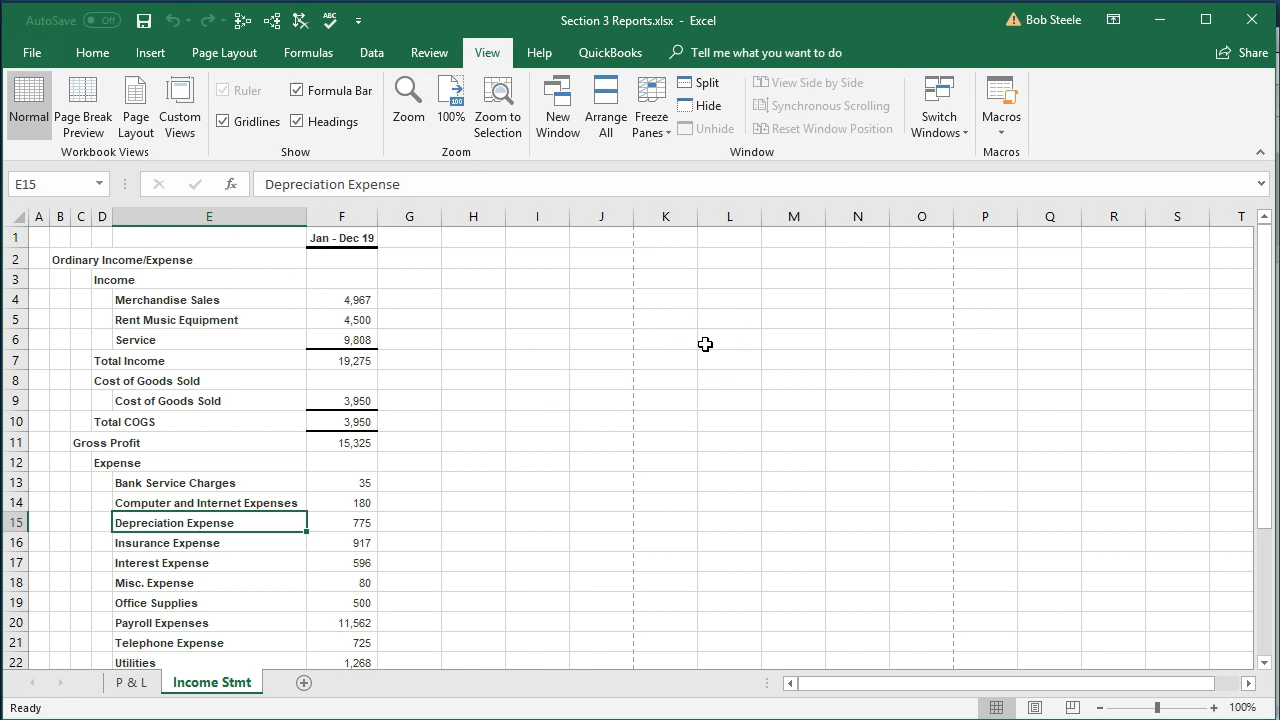 AutoSave Off Section 3 Reports.xlsx - Excel Bob Steele
File Home Insert Page Layout Formulas Data Review View Help QuickBooks Tell me what you want to do Share
Normal Page Break Preview Page Layout Custom Views
Ruler Formula Bar
Gridlines Headings
Zoom 100% Zoom to Selection
New Window Arrange All Freeze Panes
Split
Hide
Unhide
View Side by Side
Synchronous Scrolling
Reset Window Position
Switch Windows Macros
Workbook Views Show Zoom Window Macros
E15 fx Depreciation Expense
A B C D E F G H I J K L M N O P Q R S T
1 Jan - Dec 19
2 Ordinary Income/Expense
3 Income
4 Merchandise Sales 4,967
5 Rent Music Equipment 4,500
6 Service 9,808
7 Total Income 19,275
8 Cost of Goods Sold
9 Cost of Goods Sold 3,950
10 Total COGS 3,950
11 Gross Profit 15,325
12 Expense
13 Bank Service Charges 35
14 Computer and Internet Expenses 180
15 Depreciation Expense 775
16 Insurance Expense 917
17 Interest Expense 596
18 Misc. Expense 80
19 Office Supplies 500
20 Payroll Expenses 11,562
21 Telephone Expense 725
22 Utilities 1,268
P & L Income Stmt
Ready 100%